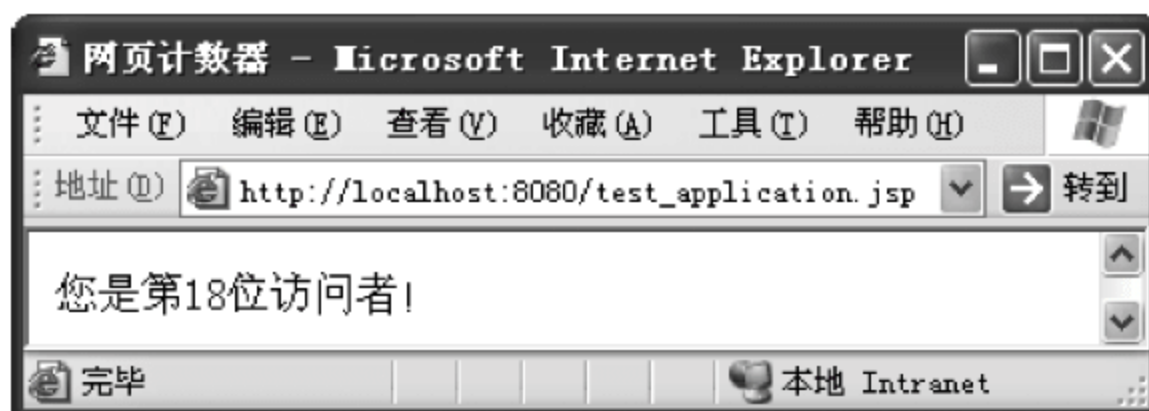 网页计数器 - Microsoft Internet Explorer
文件(F) 编辑(E) 查看(V) 收藏(A) 工具(T) 帮助(H)
地址(D) http://localhost:8080/test_application.jsp 转到
您是第18位访问者!
完毕 本地 Intranet